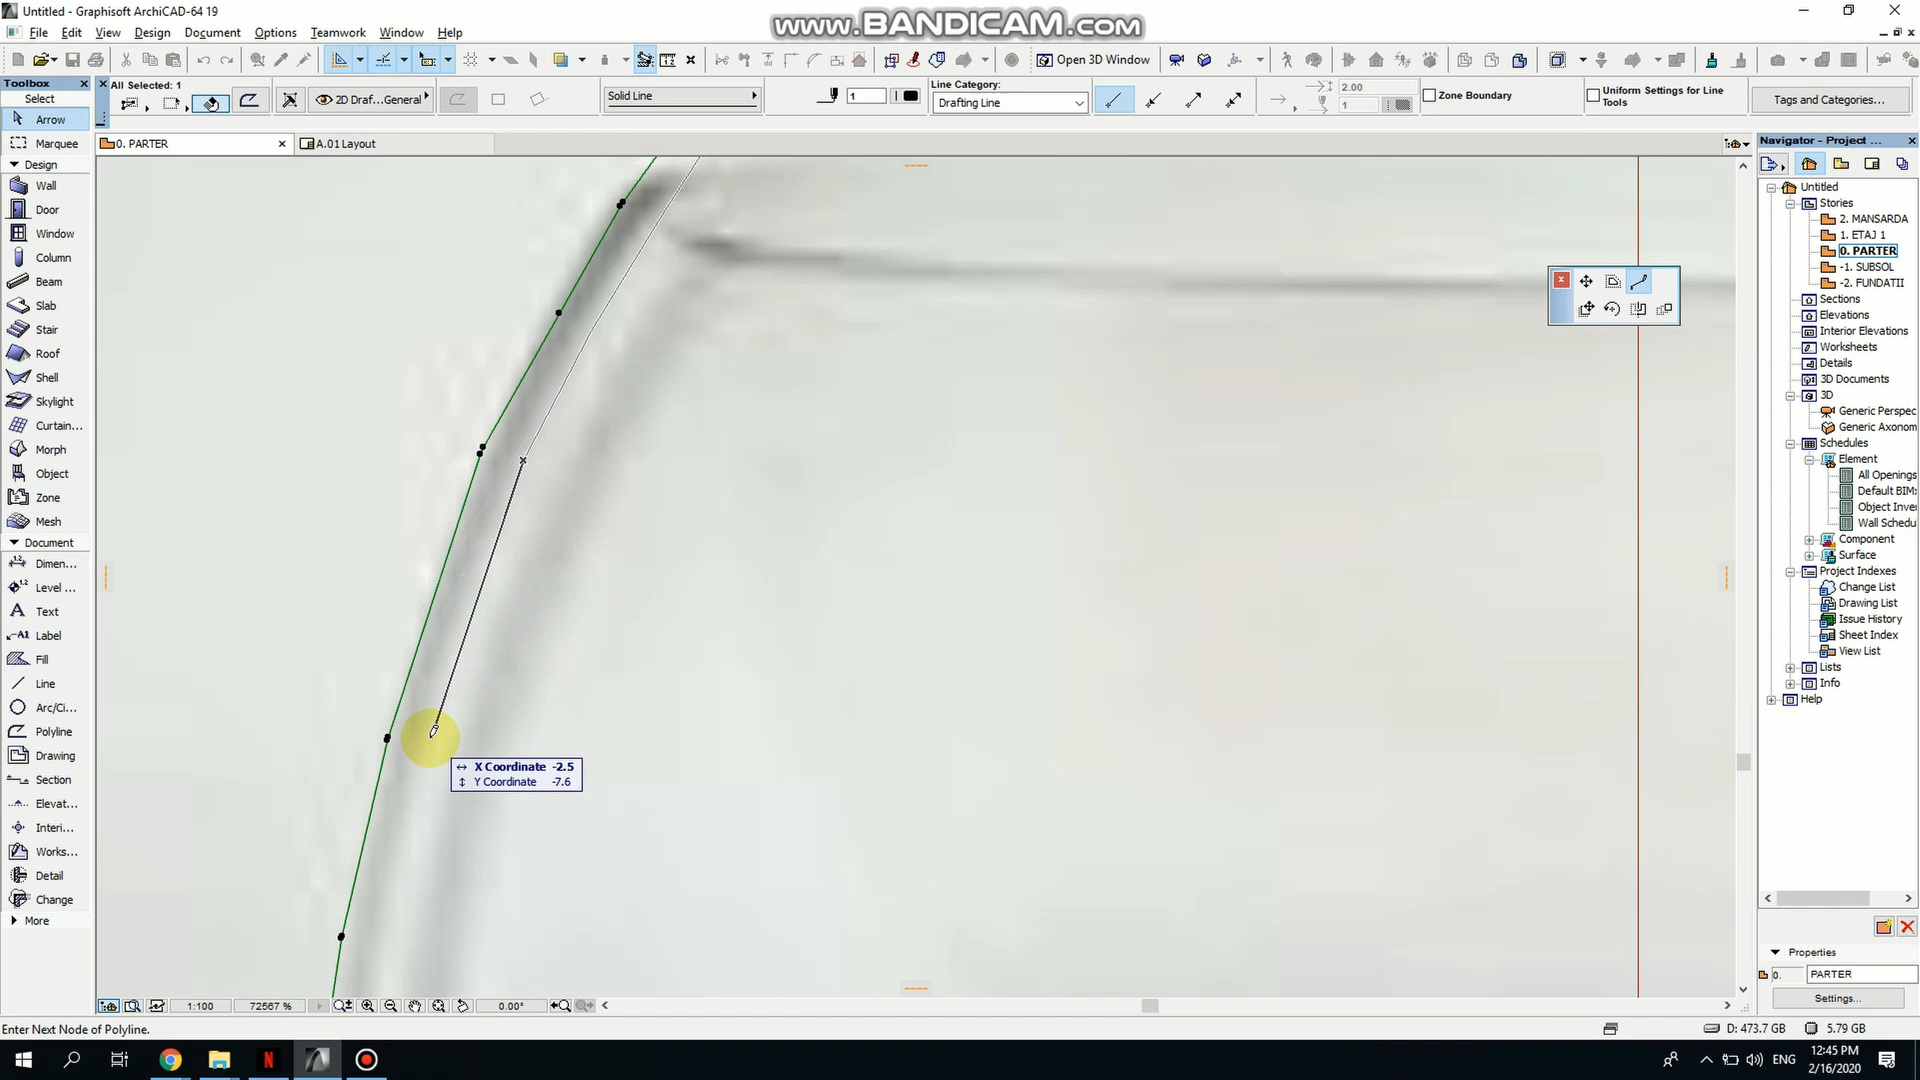 Untitled - Graphisoft ArchiCAD-64 19
www.BANDICAM.com
File Edit View Design Document Options Teamwork Window Help
Open 3D Window
Toolbox
All Selected: 1
Select
Arrow
Marquee
Design
Wall
Door
Window
Column
Beam
Slab
Stair
Roof
Shell
Skylight
Curtain...
Morph
Object
Zone
Mesh
Document
Dimen...
Level ...
Text
Label
Fill
Line
Arc/Ci...
Polyline
Drawing
Section
Elevat...
Interi...
Works...
Detail
Change
More
2D Draf...General
Solid Line
1
Line Category:
Drafting Line
2.00
1
Zone Boundary
Uniform Settings for Line Tools
Tags and Categories...
0. PARTER
A.01 Layout
X Coordinate -2.5
Y Coordinate -7.6
Navigator - Project ...
Untitled
Stories
2. MANSARDA
1. ETAJ 1
0. PARTER
-1. SUBSOL
-2. FUNDATII
Sections
Elevations
Interior Elevations
Worksheets
Details
3D Documents
3D
Generic Perspec
Generic Axonom
Schedules
Element
All Openings
Default BIM
Object Inver
Wall Schedu
Component
Surface
Project Indexes
Change List
Drawing List
Issue History
Sheet Index
View List
Lists
Info
Help
Properties
0. PARTER
Settings...
1:100 72567 % 0.00°
Enter Next Node of Polyline.
D: 473.7 GB 5.79 GB
ENG
12:45 PM
2/16/2020